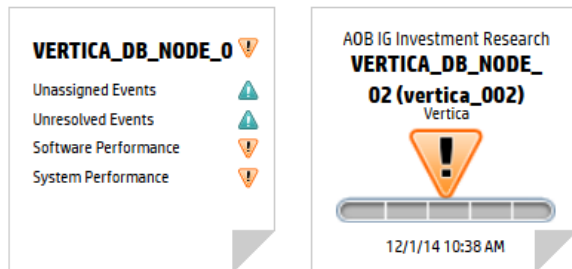 VERTICA_DB_NODE_0
Unassigned Events
Unresolved Events
Software Performance
System Performance
AOB IG Investment Research
VERTICA_DB_NODE_
02 (vertica_002)
Vertica
12/1/14 10:38 AM